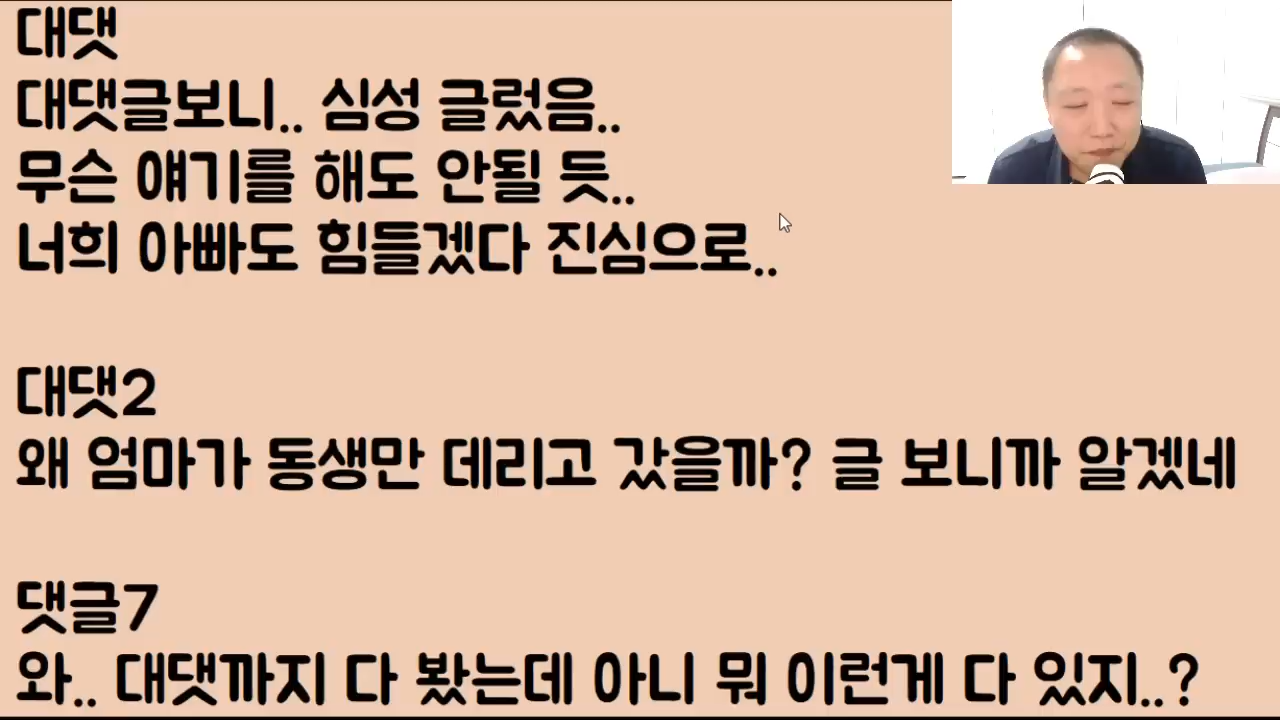 대댓
대댓글보니.. 심성 글렀음..
무슨 얘기를 해도 안될 듯..
너희 아빠도 힘들겠다 진심으로..
대댓2
왜 엄마가 동생만 데리고 갔을까? 글 보니까 알겠네
댓글7
와.. 대댓까지 다 봤는데 아니 뭐 이런게 다 있지..?